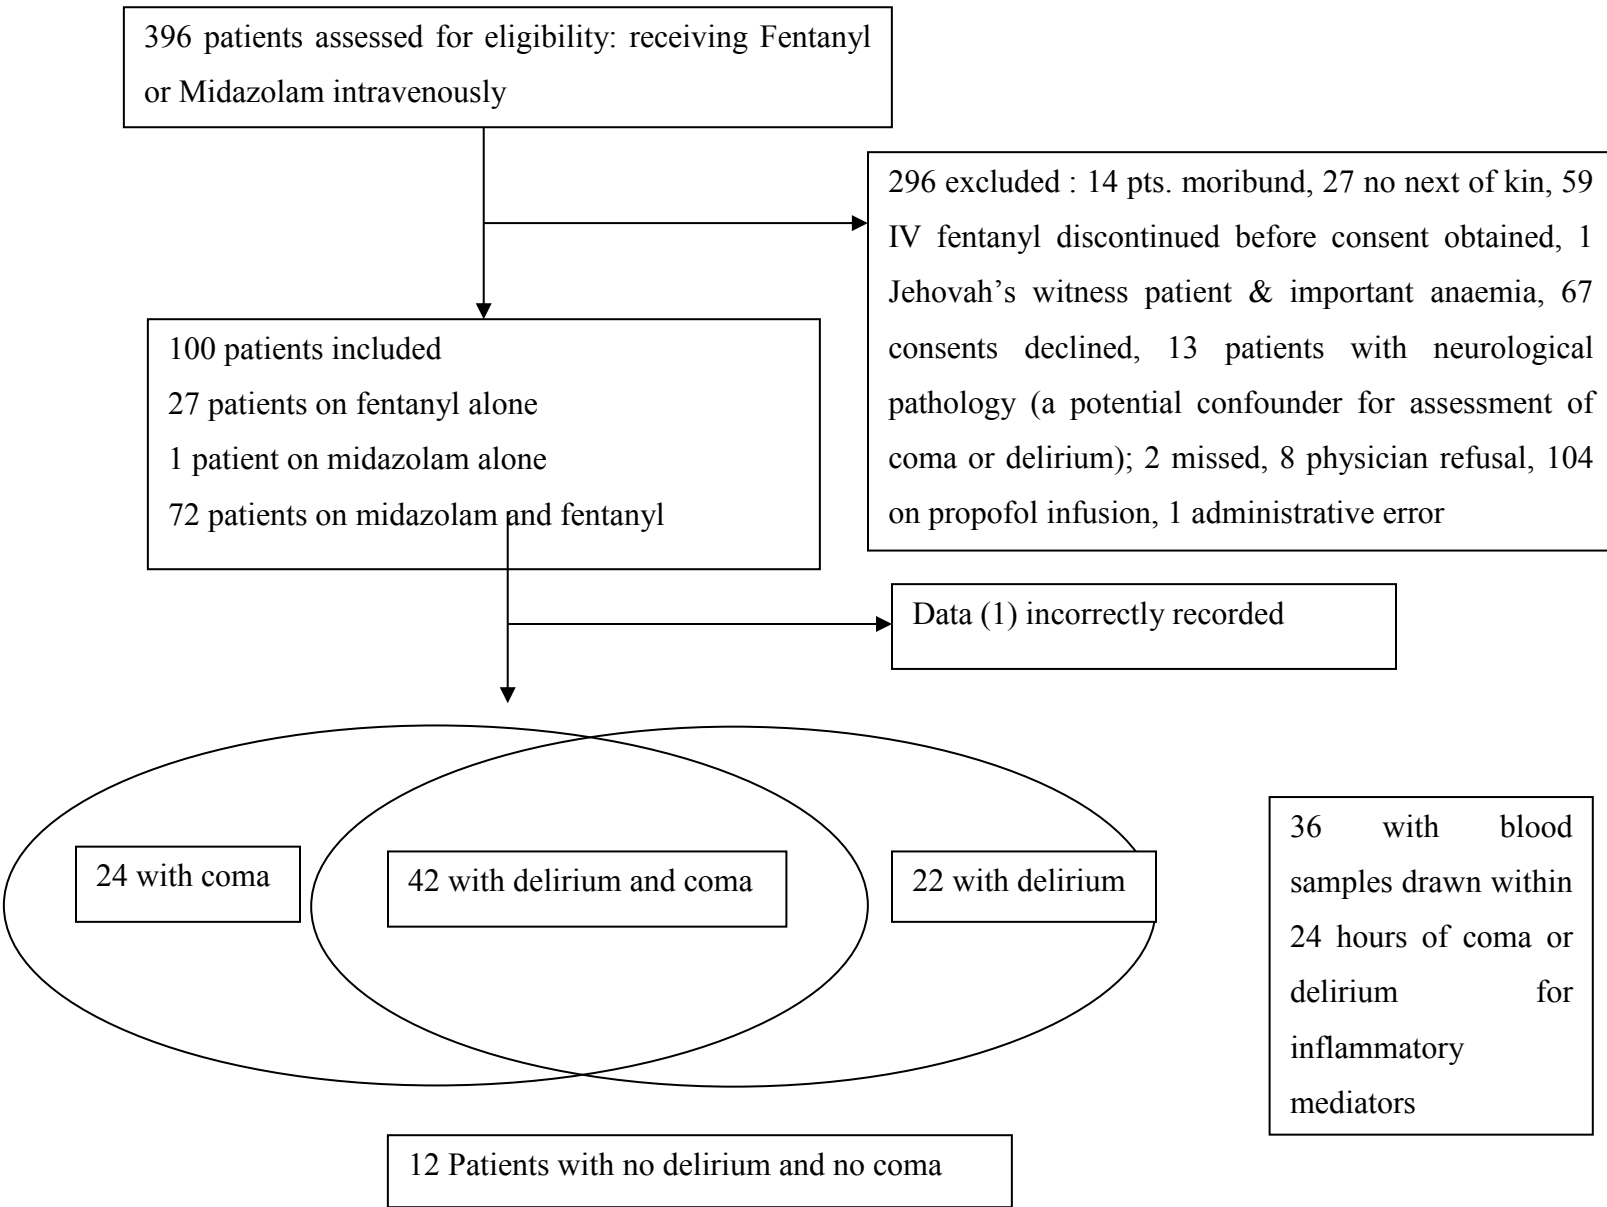 396 patients assessed for eligibility: receiving Fentanyl
or Midazolam intravenously
296 excluded : 14 pts. moribund, 27 no next of kin, 59
IV fentanyl discontinued before consent obtained, 1
Jehovah’s witness patient & important anaemia, 67
consents declined, 13 patients with neurological
pathology (a potential confounder for assessment of
coma or delirium); 2 missed, 8 physician refusal, 104
on propofol infusion, 1 administrative error
100 patients included
27 patients on fentanyl alone
1 patient on midazolam alone
72 patients on midazolam and fentanyl
Data (1) incorrectly recorded
24 with coma
42 with delirium and coma
22 with delirium
36 with blood
samples drawn within
24 hours of coma or
delirium for
inflammatory
mediators
12 Patients with no delirium and no coma